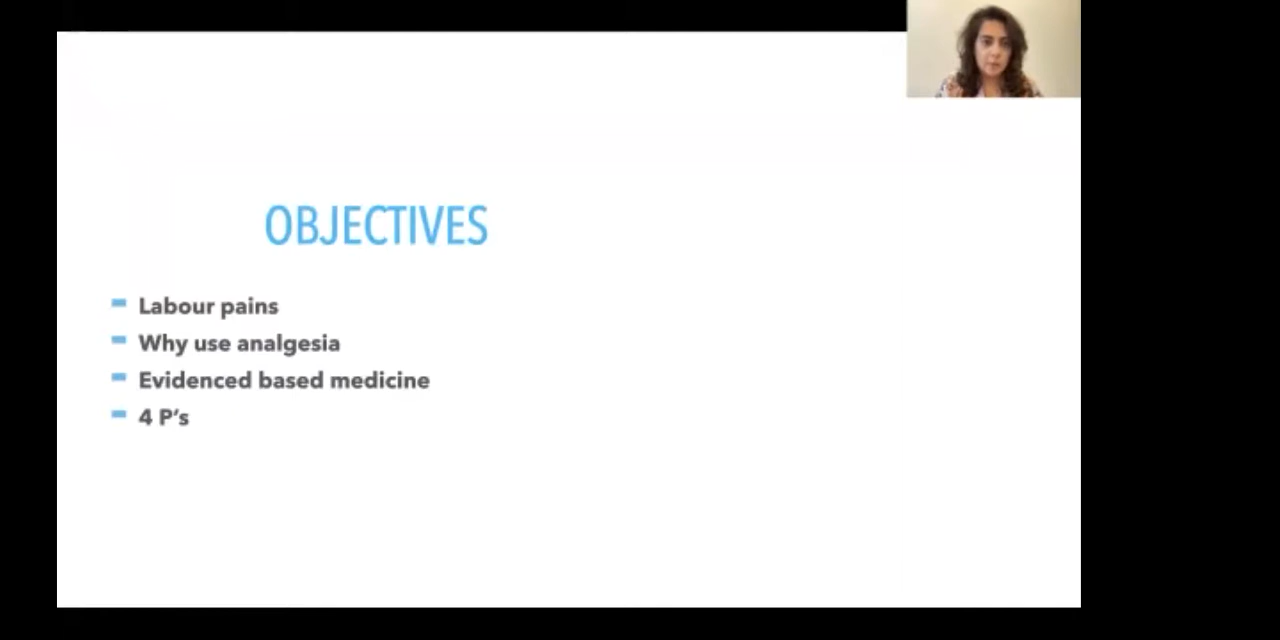 OBJECTIVES
Labour pains
Why use analgesia
Evidenced based medicine
4 P's